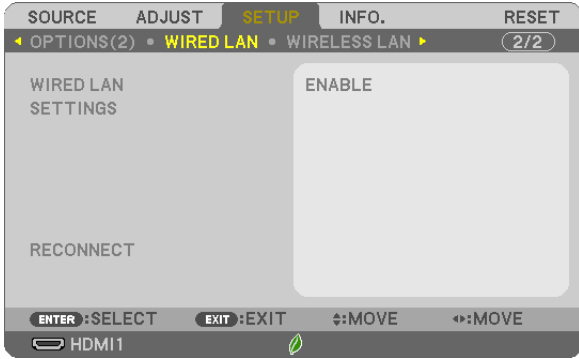 SOURCE ADJUST SETUP INFO. RESET
OPTIONS(2) • WIRED LAN • WIRELESS LAN 2/2
WIRED LAN ENABLE
SETTINGS
RECONNECT
ENTER :SELECT EXIT :EXIT :MOVE :MOVE
HDMI1